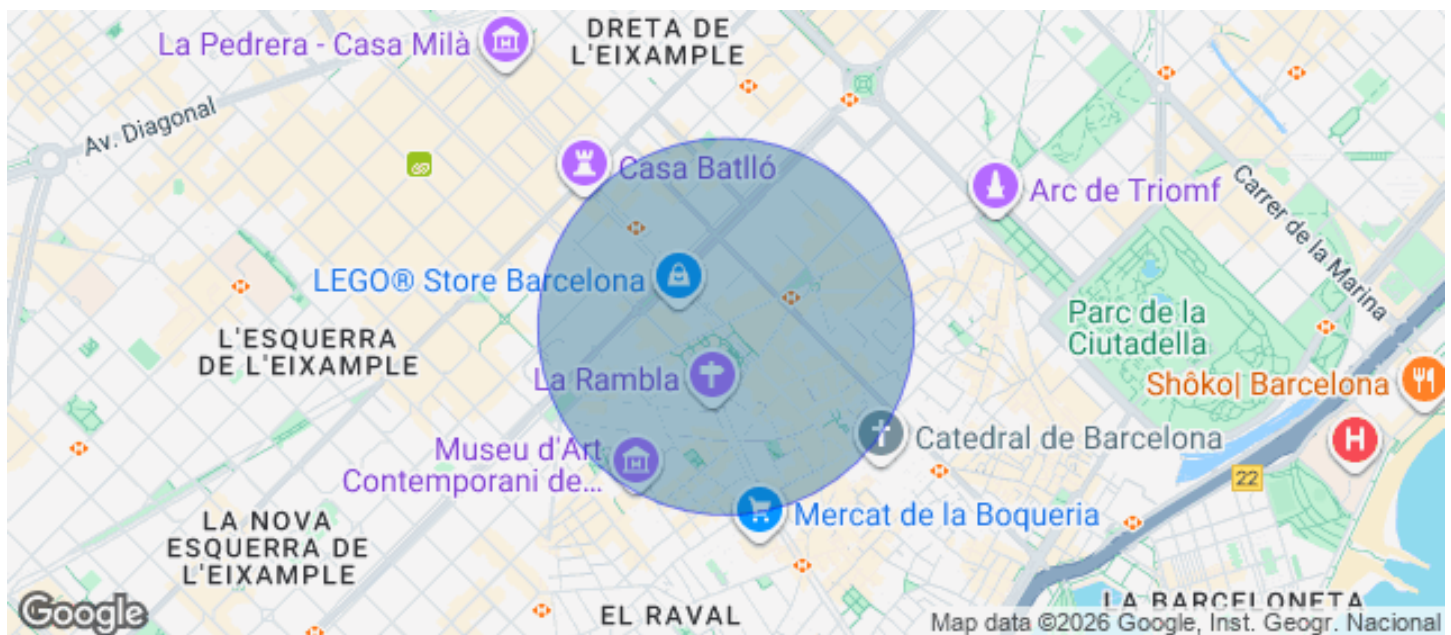 DRETA DE
L'EIXAMPLE
La Pedrera - Casa Milà
Av. Diagonal
Casa Batlló
Arc de Triomf
Carrer de la Marina
LEGO® Store Barcelona
L'ESQUERRA
DE L'EIXAMPLE
Parc de la
Ciutadella
La Rambla
Shôko| Barcelona
Museu d'Art
Contemporani de...
Catedral de Barcelona
H
22
Mercat de la Boqueria
LA NOVA
ESQUERRA DE
L'EIXAMPLE
EL RAVAL
LA BARCELONETA
Google
Map data ©2026 Google, Inst. Geogr. Nacional